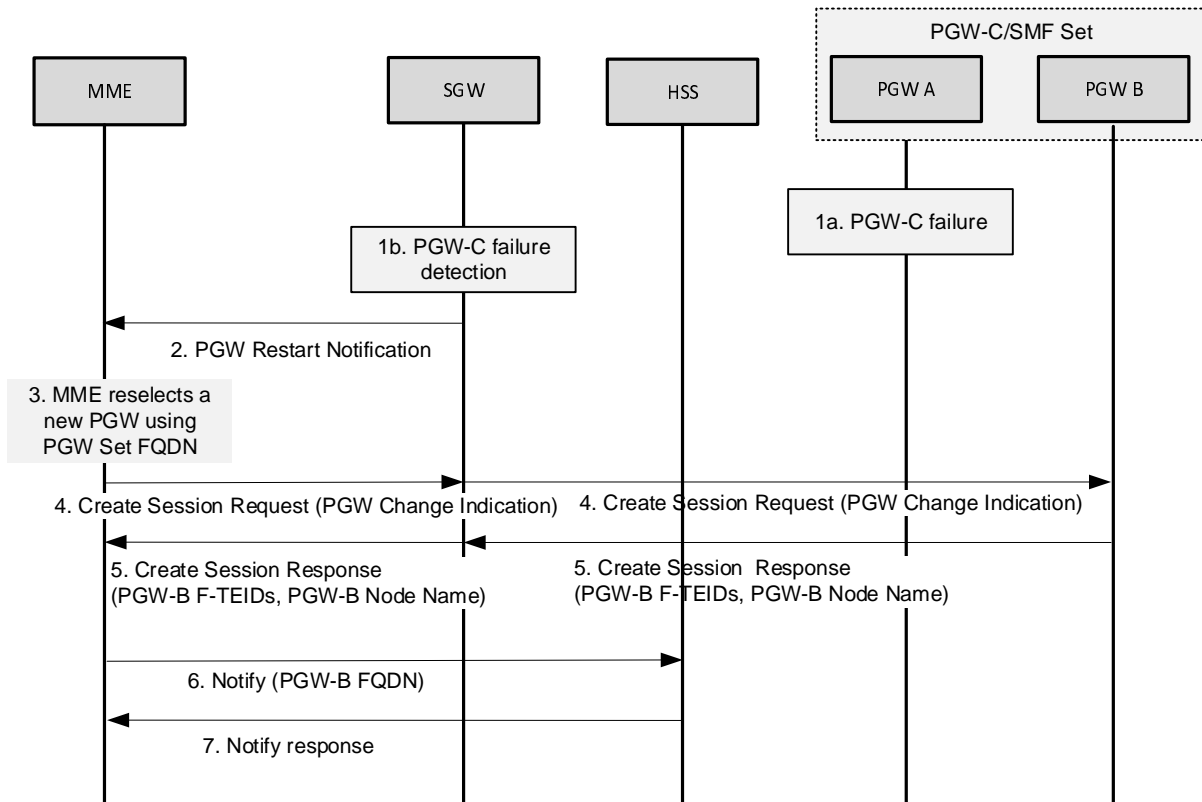 PGW-C/SMF Set
MME
SGW
HSS
PGW A
PGW B
1a. PGW-C failure
1b. PGW-C failure
detection
2. PGW Restart Notification
3. MME reselects a
new PGW using
PGW Set FQDN
4. Create Session Request (PGW Change Indication)
4. Create Session Request (PGW Change Indication)
5. Create Session Response
(PGW-B F-TEIDs, PGW-B Node Name)
5. Create Session Response
(PGW-B F-TEIDs, PGW-B Node Name)
6. Notify (PGW-B FQDN)
7. Notify response